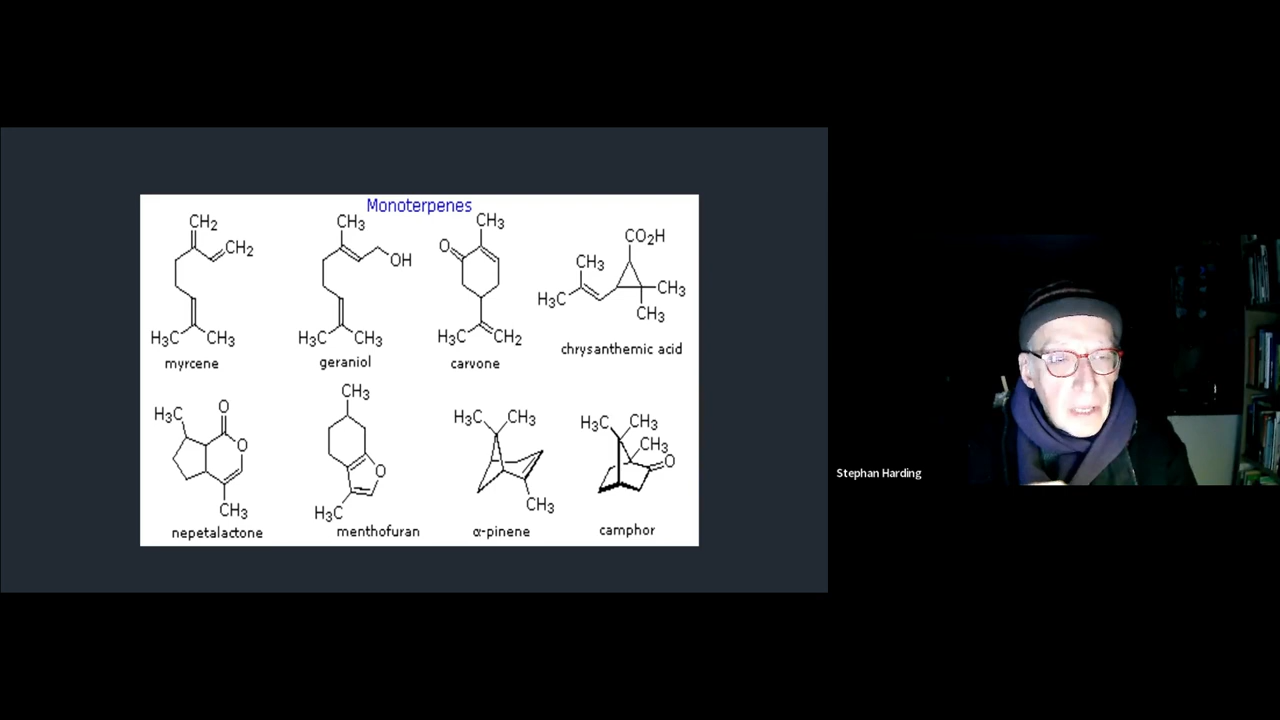 Monoterpenes
CH2
CH2
H3C CH3
myrcene
CH3
OH
H3C CH3
geraniol
CH3
O
H3C CH2
carvone
CO2H
CH3
H3C
CH3
CH3
chrysanthemic acid
H3C
O
O
CH3
nepetalactone
CH3
O
H3C
menthofuran
H3C CH3
CH3
α-pinene
H3C CH3
CH3
O
camphor
Stephan Harding